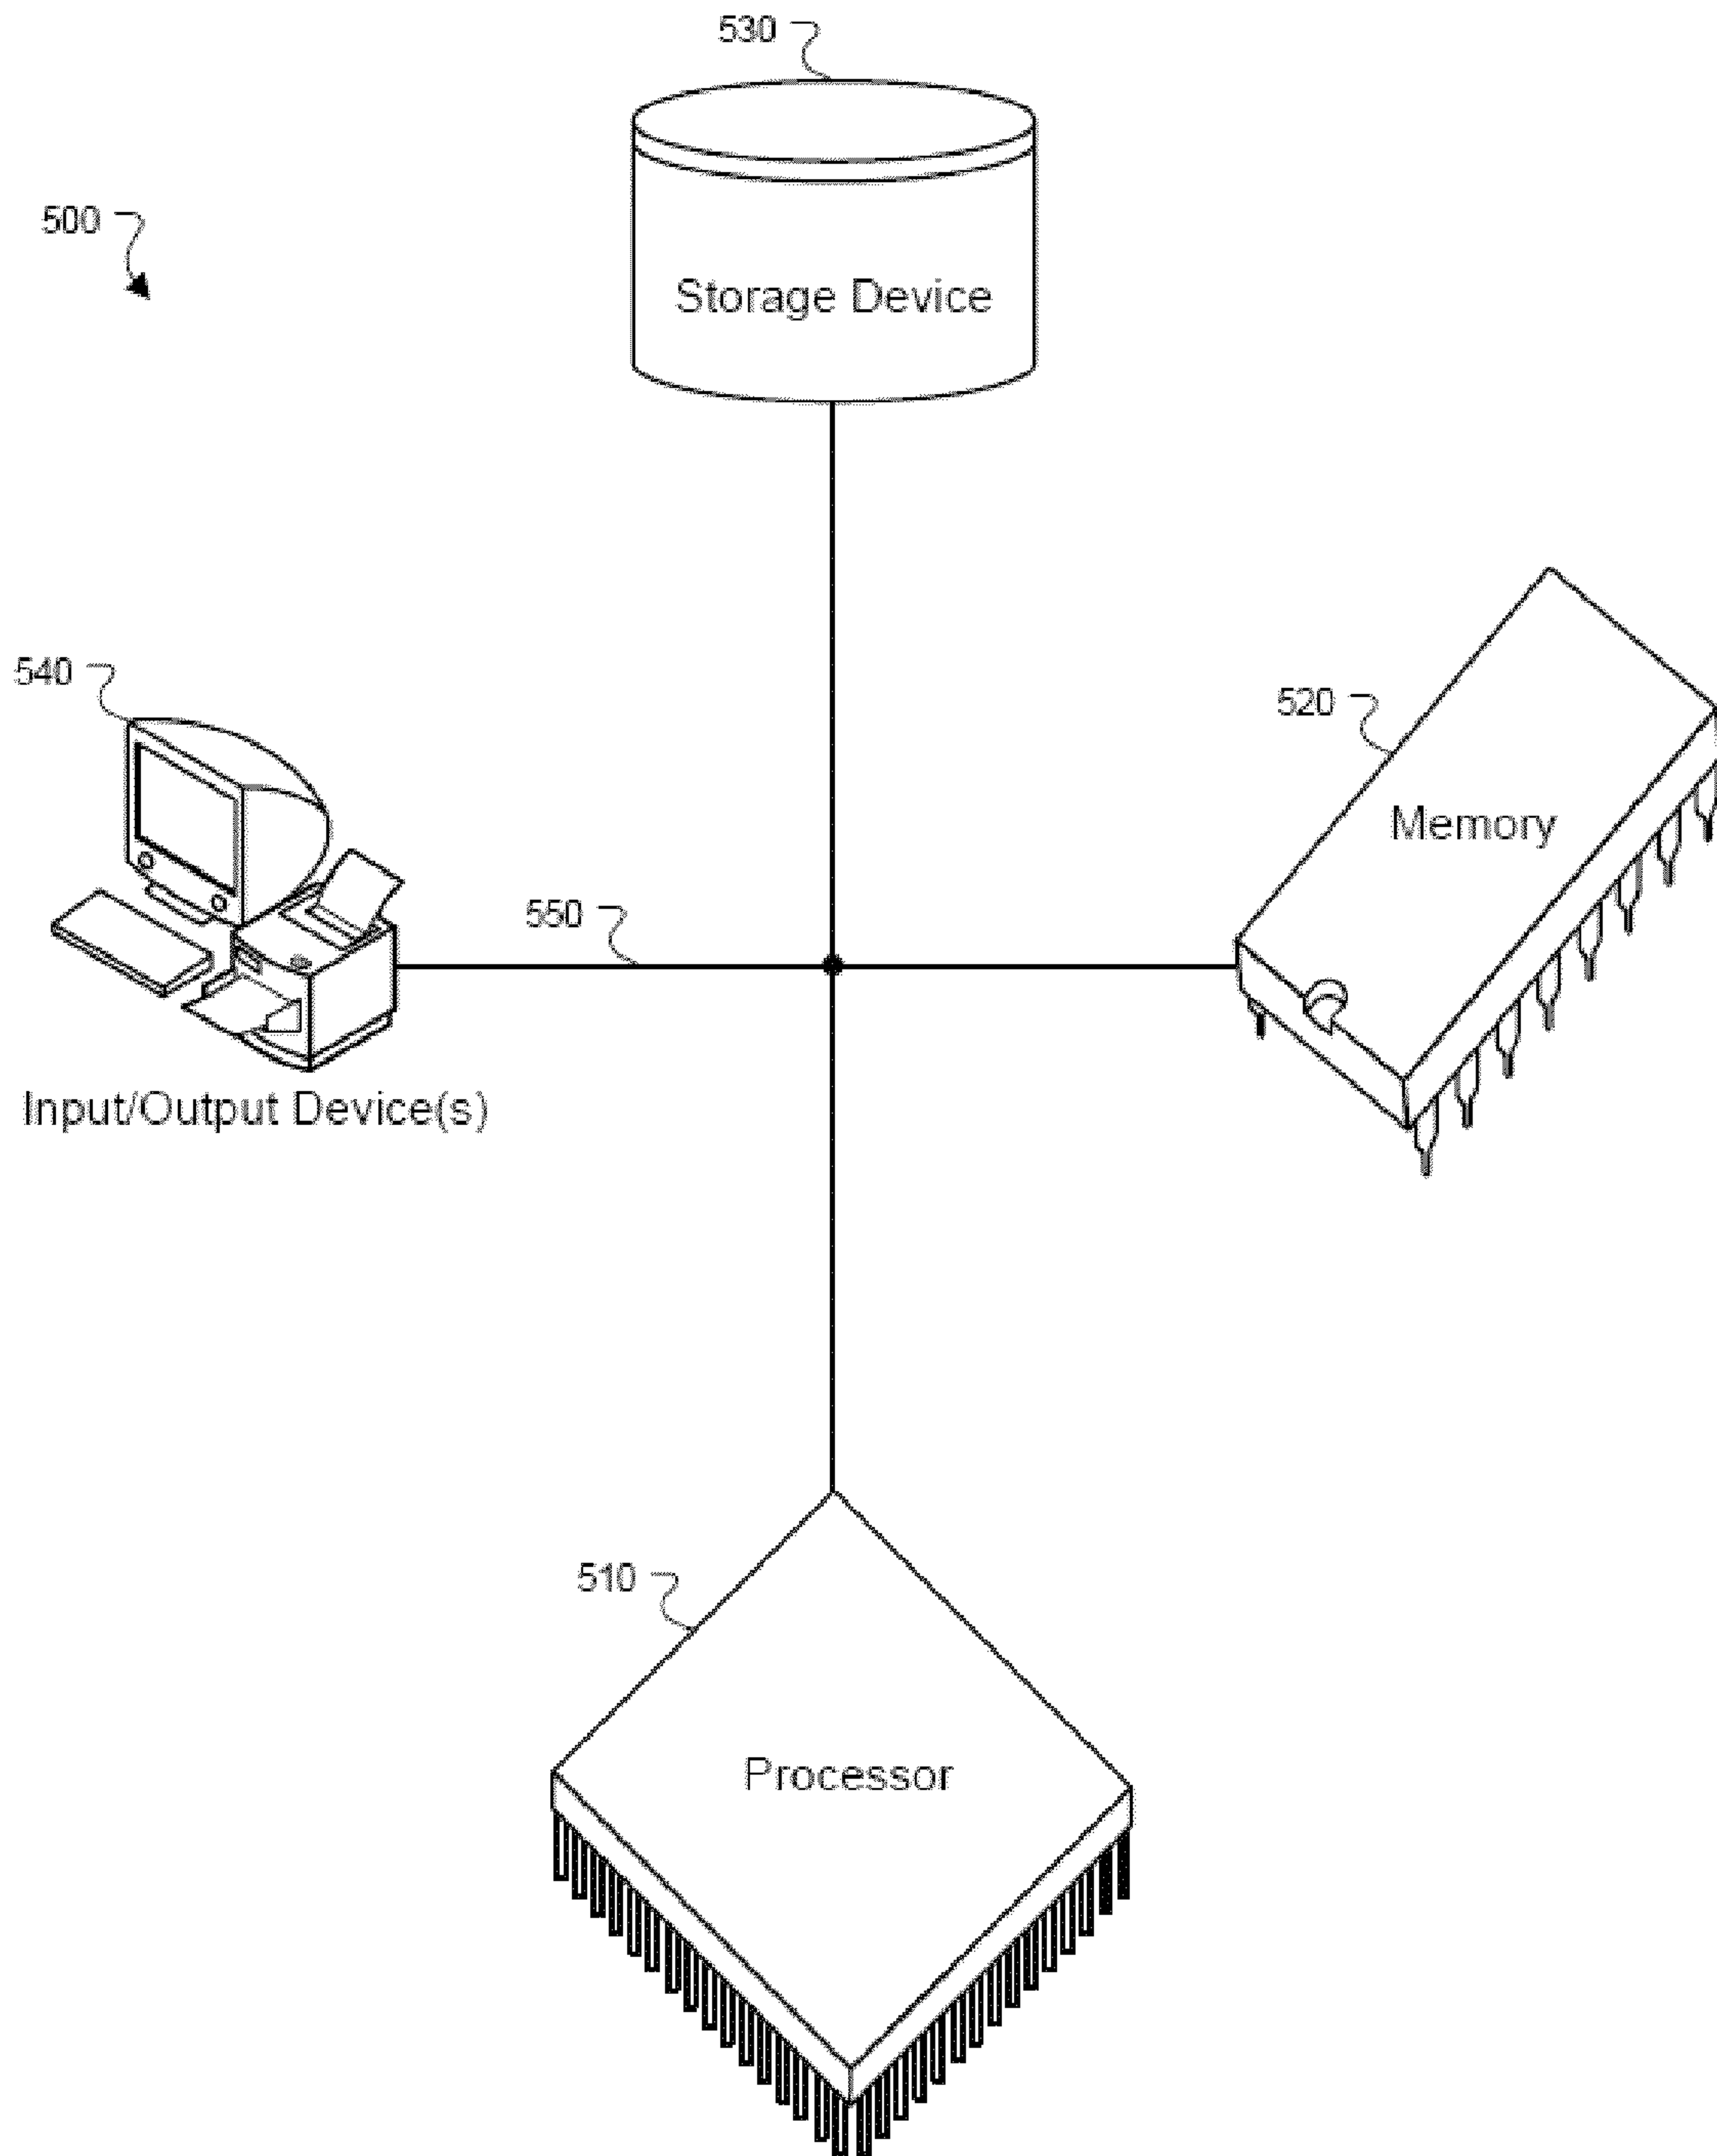 530
500
Storage Device
540
520
Memory
550
Input/Output Device(s)
510
Processor